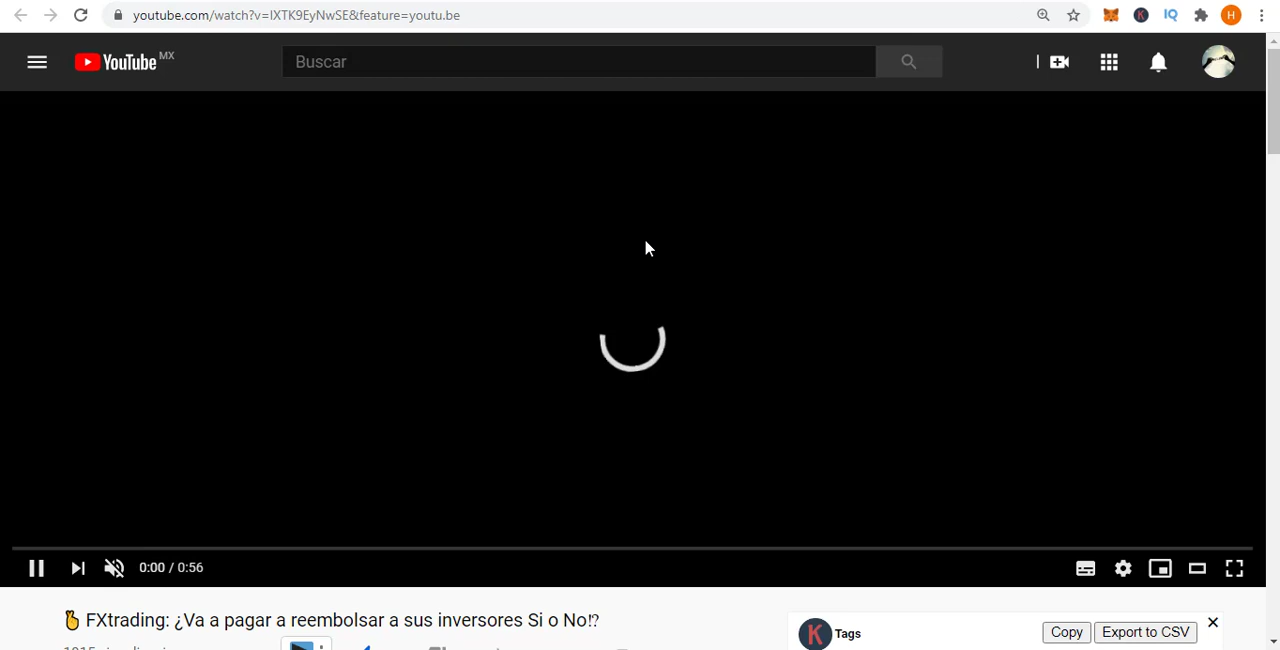 youtube.com/watch?v=IXTK9EyNwSE&feature=youtu.be
H
YouTube MX
Buscar
0:00 / 0:56
FXtrading: ¿Va a pagar a reembolsar a sus inversores Si o No⁉
K Tags
Copy
Export to CSV